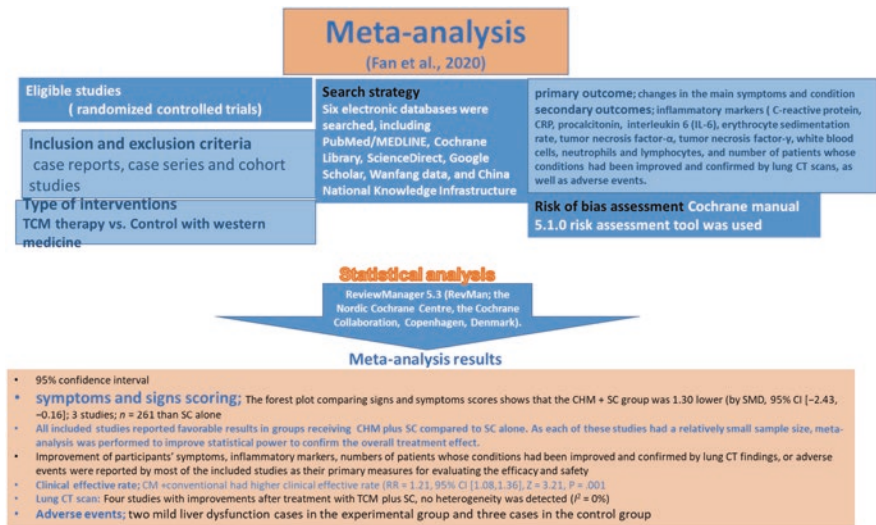 Meta-analysis
(Fan et al., 2020)
Eligible studies
( randomized controlled trials)
Inclusion and exclusion criteria
case reports, case series and cohort
studies
Type of interventions
TCM therapy vs. Control with western
medicine
Search strategy
Six electronic databases were
searched, including
PubMed/MEDLINE, Cochrane
Library, ScienceDirect, Google
Scholar, Wanfang data, and China
National Knowledge Infrastructure
primary outcome; changes in the main symptoms and condition
secondary outcomes; inflammatory markers ( C-reactive protein,
CRP, procalcitonin, interleukin 6 (IL-6), erythrocyte sedimentation
rate, tumor necrosis factor-α, tumor necrosis factor-γ, white blood
cells, neutrophils and lymphocytes, and number of patients whose
conditions had been improved and confirmed by lung CT scans, as
well as adverse events.
Risk of bias assessment Cochrane manual
5.1.0 risk assessment tool was used
Statistical analysis
ReviewManager 5.3 (RevMan; the
Nordic Cochrane Centre, the Cochrane
Collaboration, Copenhagen, Denmark).
Meta-analysis results
• 95% confidence interval
• symptoms and signs scoring; The forest plot comparing signs and symptoms scores shows that the CHM + SC group was 1.30 lower (by SMD, 95% CI [−2.43,
−0.16]; 3 studies; n = 261 than SC alone
• All included studies reported favorable results in groups receiving CHM plus SC compared to SC alone. As each of these studies had a relatively small sample size, meta-
analysis was performed to improve statistical power to confirm the overall treatment effect.
• Improvement of participants' symptoms, inflammatory markers, numbers of patients whose conditions had been improved and confirmed by lung CT findings, or adverse
events were reported by most of the included studies as their primary measures for evaluating the efficacy and safety
• Clinical effective rate; CM +conventional had higher clinical effective rate (RR = 1.21, 95% CI [1.08,1.36], Z = 3.21, P = .001
• Lung CT scan: Four studies with improvements after treatment with TCM plus SC, no heterogeneity was detected (I² = 0%)
• Adverse events; two mild liver dysfunction cases in the experimental group and three cases in the control group